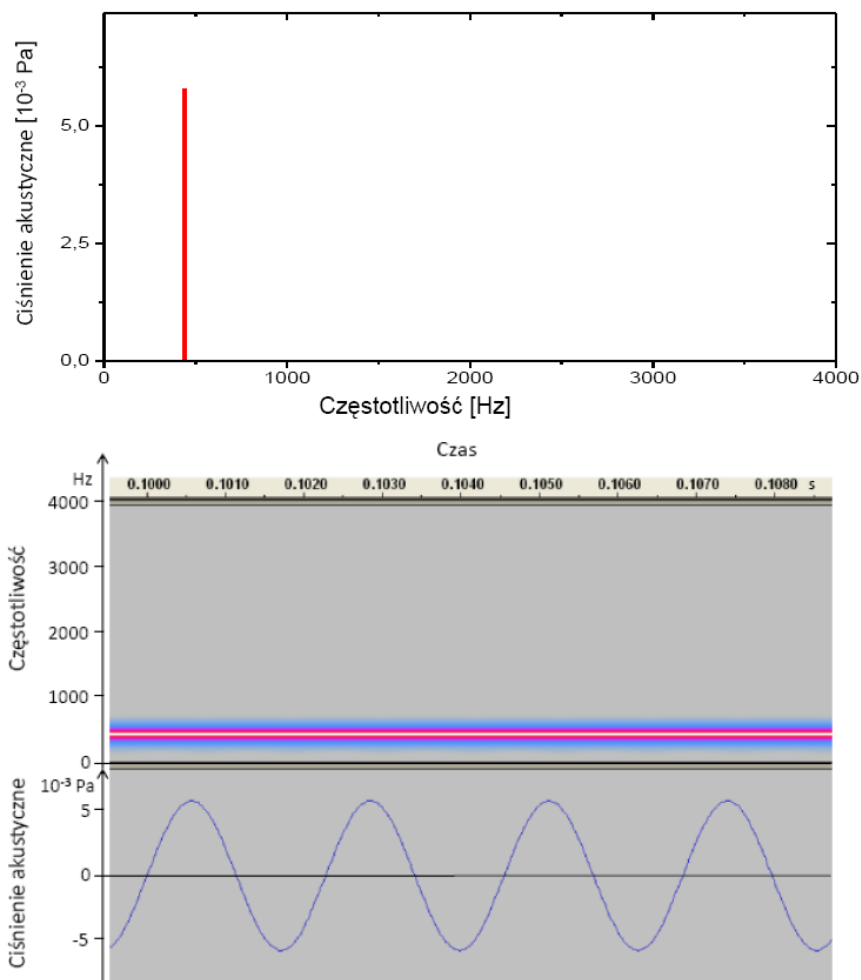 Ciśnienie akustyczne [10⁻³ Pa]
5,0
2,5
0,0
0 1000 2000 3000 4000
Częstotliwość [Hz]
Czas
Hz 0.1000 0.1010 0.1020 0.1030 0.1040 0.1050 0.1060 0.1070 0.1080 s
4000
Częstotliwość
3000
2000
1000
0
Ciśnienie akustyczne
10⁻³ Pa
5
0
-5